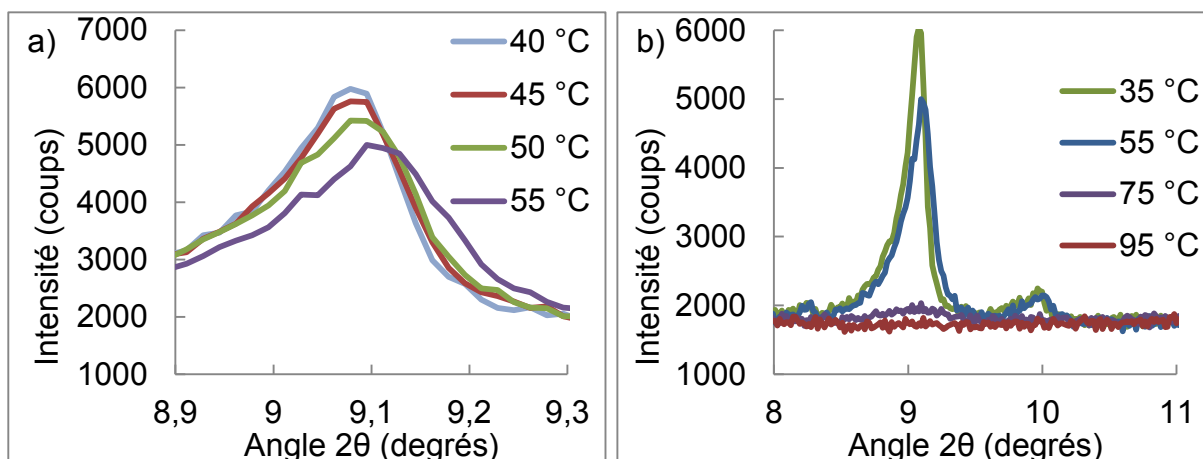 a)
7000
6000
5000
4000
3000
2000
1000
Intensité (coups)
8,9 9 9,1 9,2 9,3
Angle 2θ (degrés)
40 °C
45 °C
50 °C
55 °C
b)
6000
5000
4000
3000
2000
1000
Intensité (coups)
8 9 10 11
Angle 2θ (degrés)
35 °C
55 °C
75 °C
95 °C